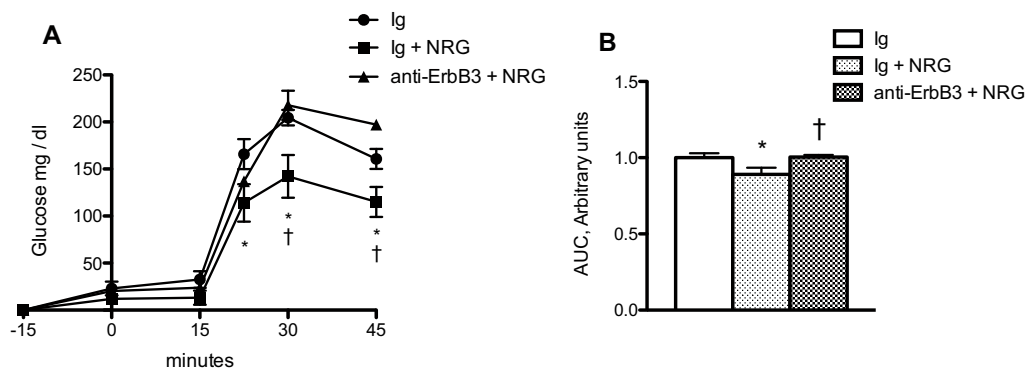 A
Ig
Ig + NRG
anti-ErbB3 + NRG
Glucose mg / dl
250
200
150
100
50
-15
0
15
30
45
minutes
*
*
†
*
†
B
Ig
Ig + NRG
anti-ErbB3 + NRG
AUC, Arbitrary units
1.5
1.0
0.5
0.0
*
†